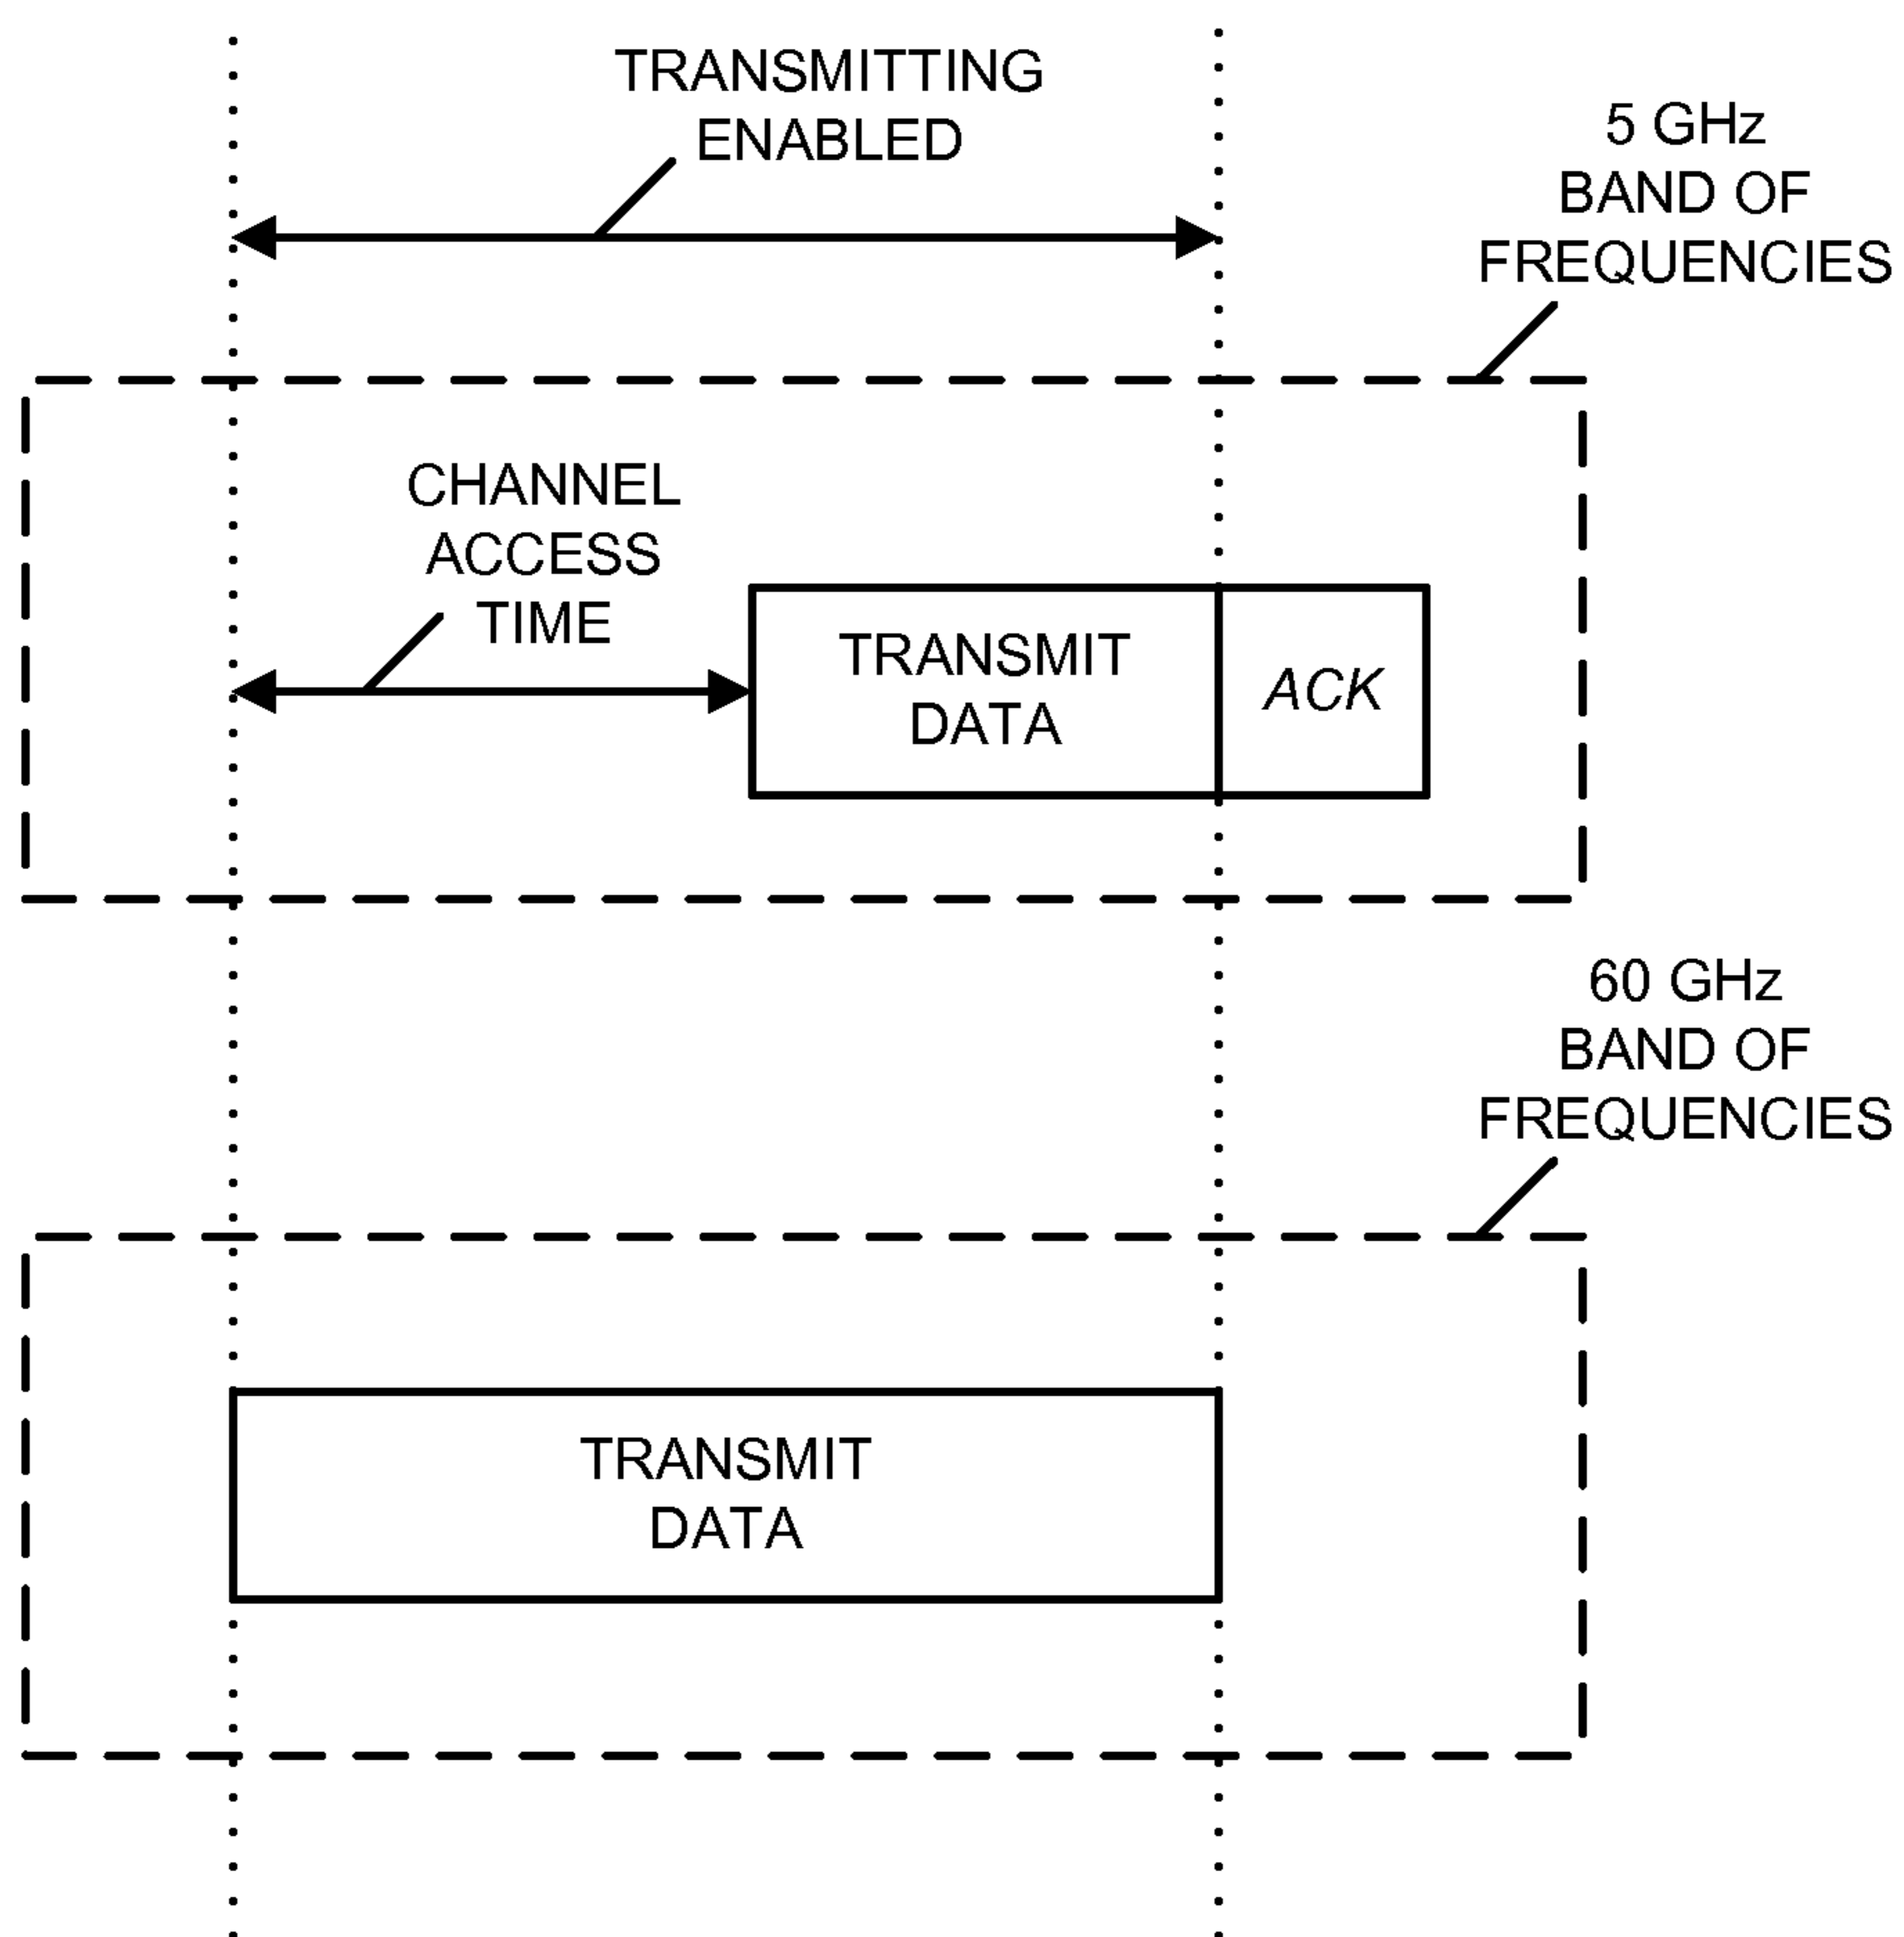 TRANSMITTING
ENABLED
5 GHz
BAND OF
FREQUENCIES
CHANNEL
ACCESS
TIME
TRANSMIT
DATA
ACK
60 GHz
BAND OF
FREQUENCIES
TRANSMIT
DATA